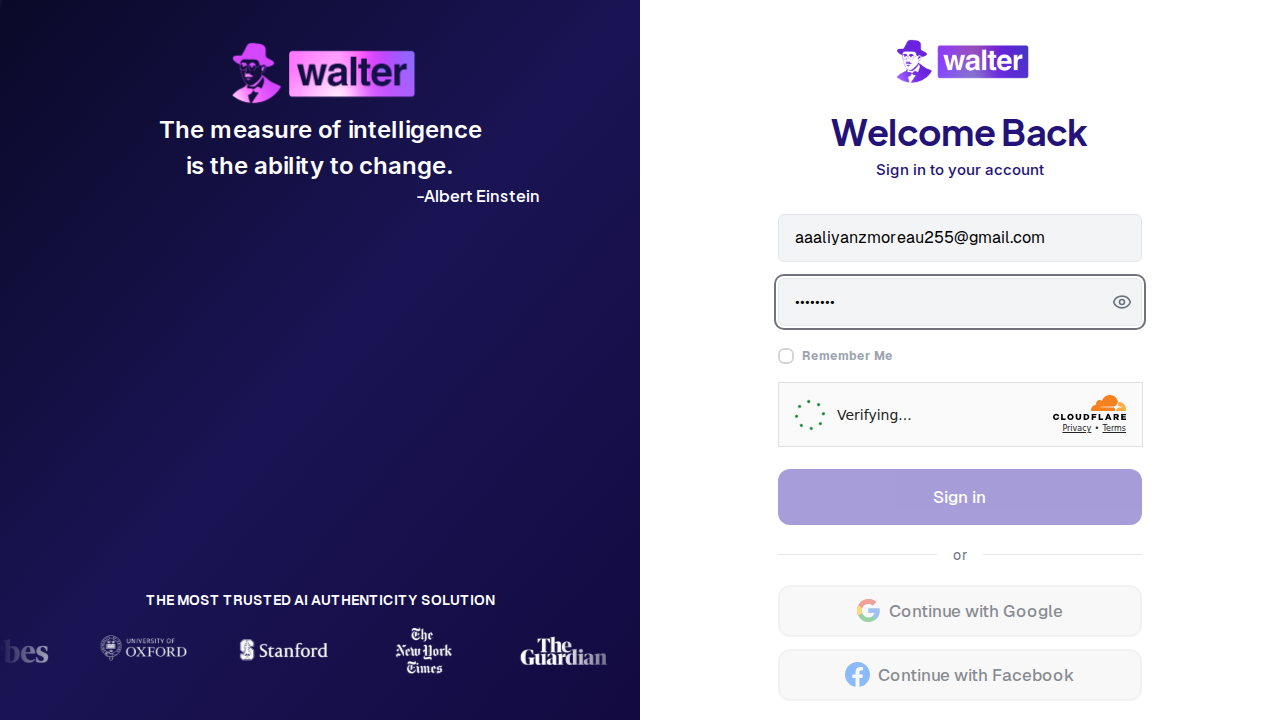 walter
The measure of intelligence
is the ability to change.
-Albert Einstein
THE MOST TRUSTED AI AUTHENTICITY SOLUTION
bes
UNIVERSITY OF
OXFORD
Stanford
The
New York
Times
The
Guardian
walter
Welcome Back
Sign in to your account
aaaliyanzmoreau255@gmail.com
••••••••
Remember Me
Verifying...
CLOUDFLARE
Privacy • Terms
Sign in
or
Continue with Google
Continue with Facebook